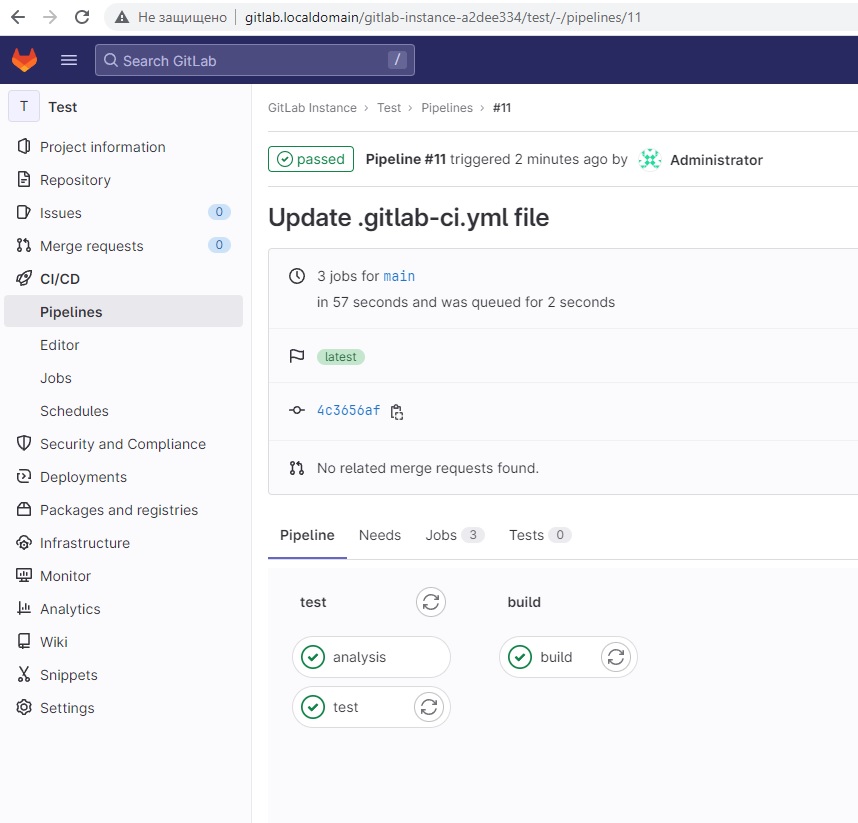 Не защищено
gitlab.localdomain/gitlab-instance-a2dee334/test/-/pipelines/11
Search GitLab /
T Test
Project information
Repository
Issues 0
Merge requests 0
CI/CD
Pipelines
Editor
Jobs
Schedules
Security and Compliance
Deployments
Packages and registries
Infrastructure
Monitor
Analytics
Wiki
Snippets
Settings
GitLab Instance › Test › Pipelines › #11
passed Pipeline #11 triggered 2 minutes ago by Administrator
Update .gitlab-ci.yml file
3 jobs for main
in 57 seconds and was queued for 2 seconds
latest
4c3656af
No related merge requests found.
Pipeline Needs Jobs 3 Tests 0
test build
analysis build
test